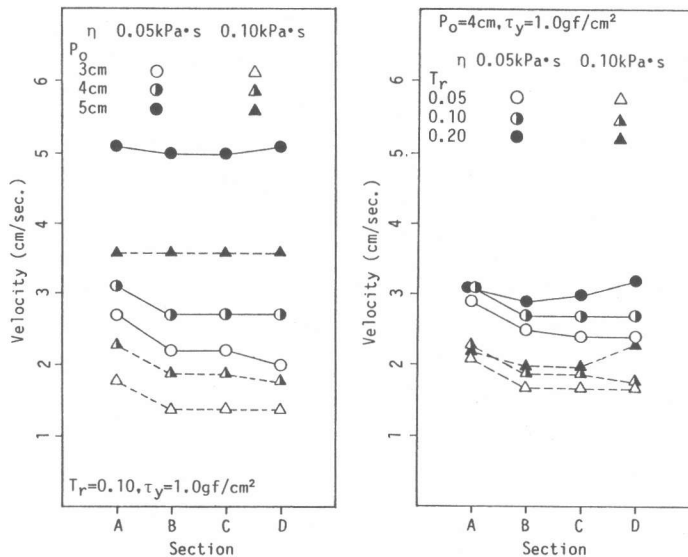 η 0.05kPa•s 0.10kPa•s
Po
3cm
4cm
5cm
6
5
4
3
2
1
Velocity (cm/sec.)
Tr=0.10,τy=1.0gf/cm²
A B C D
Section
Po=4cm,τy=1.0gf/cm²
η 0.05kPa•s 0.10kPa•s
Tr
0.05
0.10
0.20
6
5
4
3
2
1
Velocity (cm/sec.)
A B C D
Section